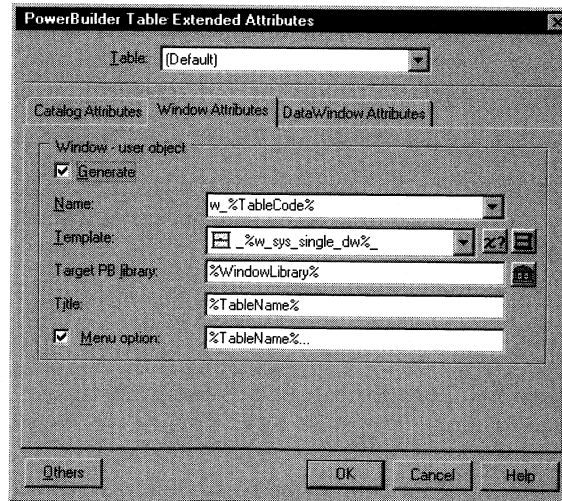 PowerBuilder Table Extended Attributes
Table: (Default)
Catalog Attributes Window Attributes DataWindow Attributes
Window - user object
Generate
Name: w_%TableCode%
Template: _%w_sys_single_dw%_ x?
Target PB library: %WindowLibrary%
Title: %TableName%
Menu option: %TableName%...
Others OK Cancel Help